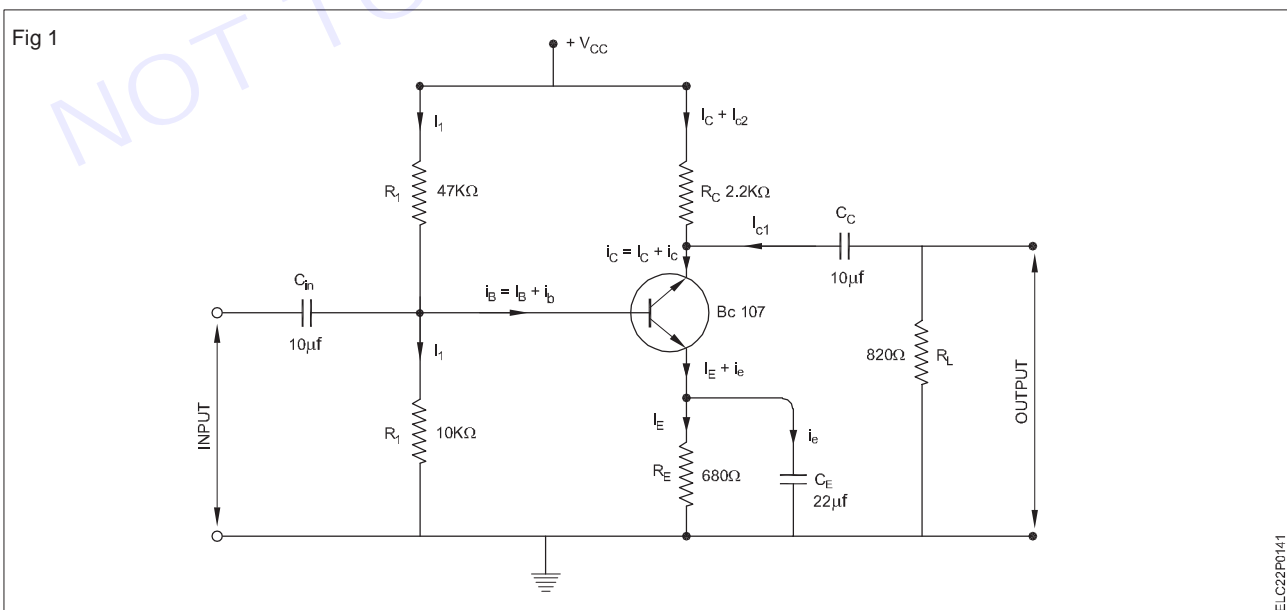 Fig 1
NOT TO
+ VCC
I1
IC + Ic2
R1 47KΩ
RC 2.2KΩ
CC
Ic1
10μf
iC = IC + ic
Cin
10μf
iB = IB + ib
Bc 107
I1
IE + ie
820Ω RL
INPUT
OUTPUT
R1 10KΩ
IE
ie
RE 680Ω
CE
22μf
ELC22P0141